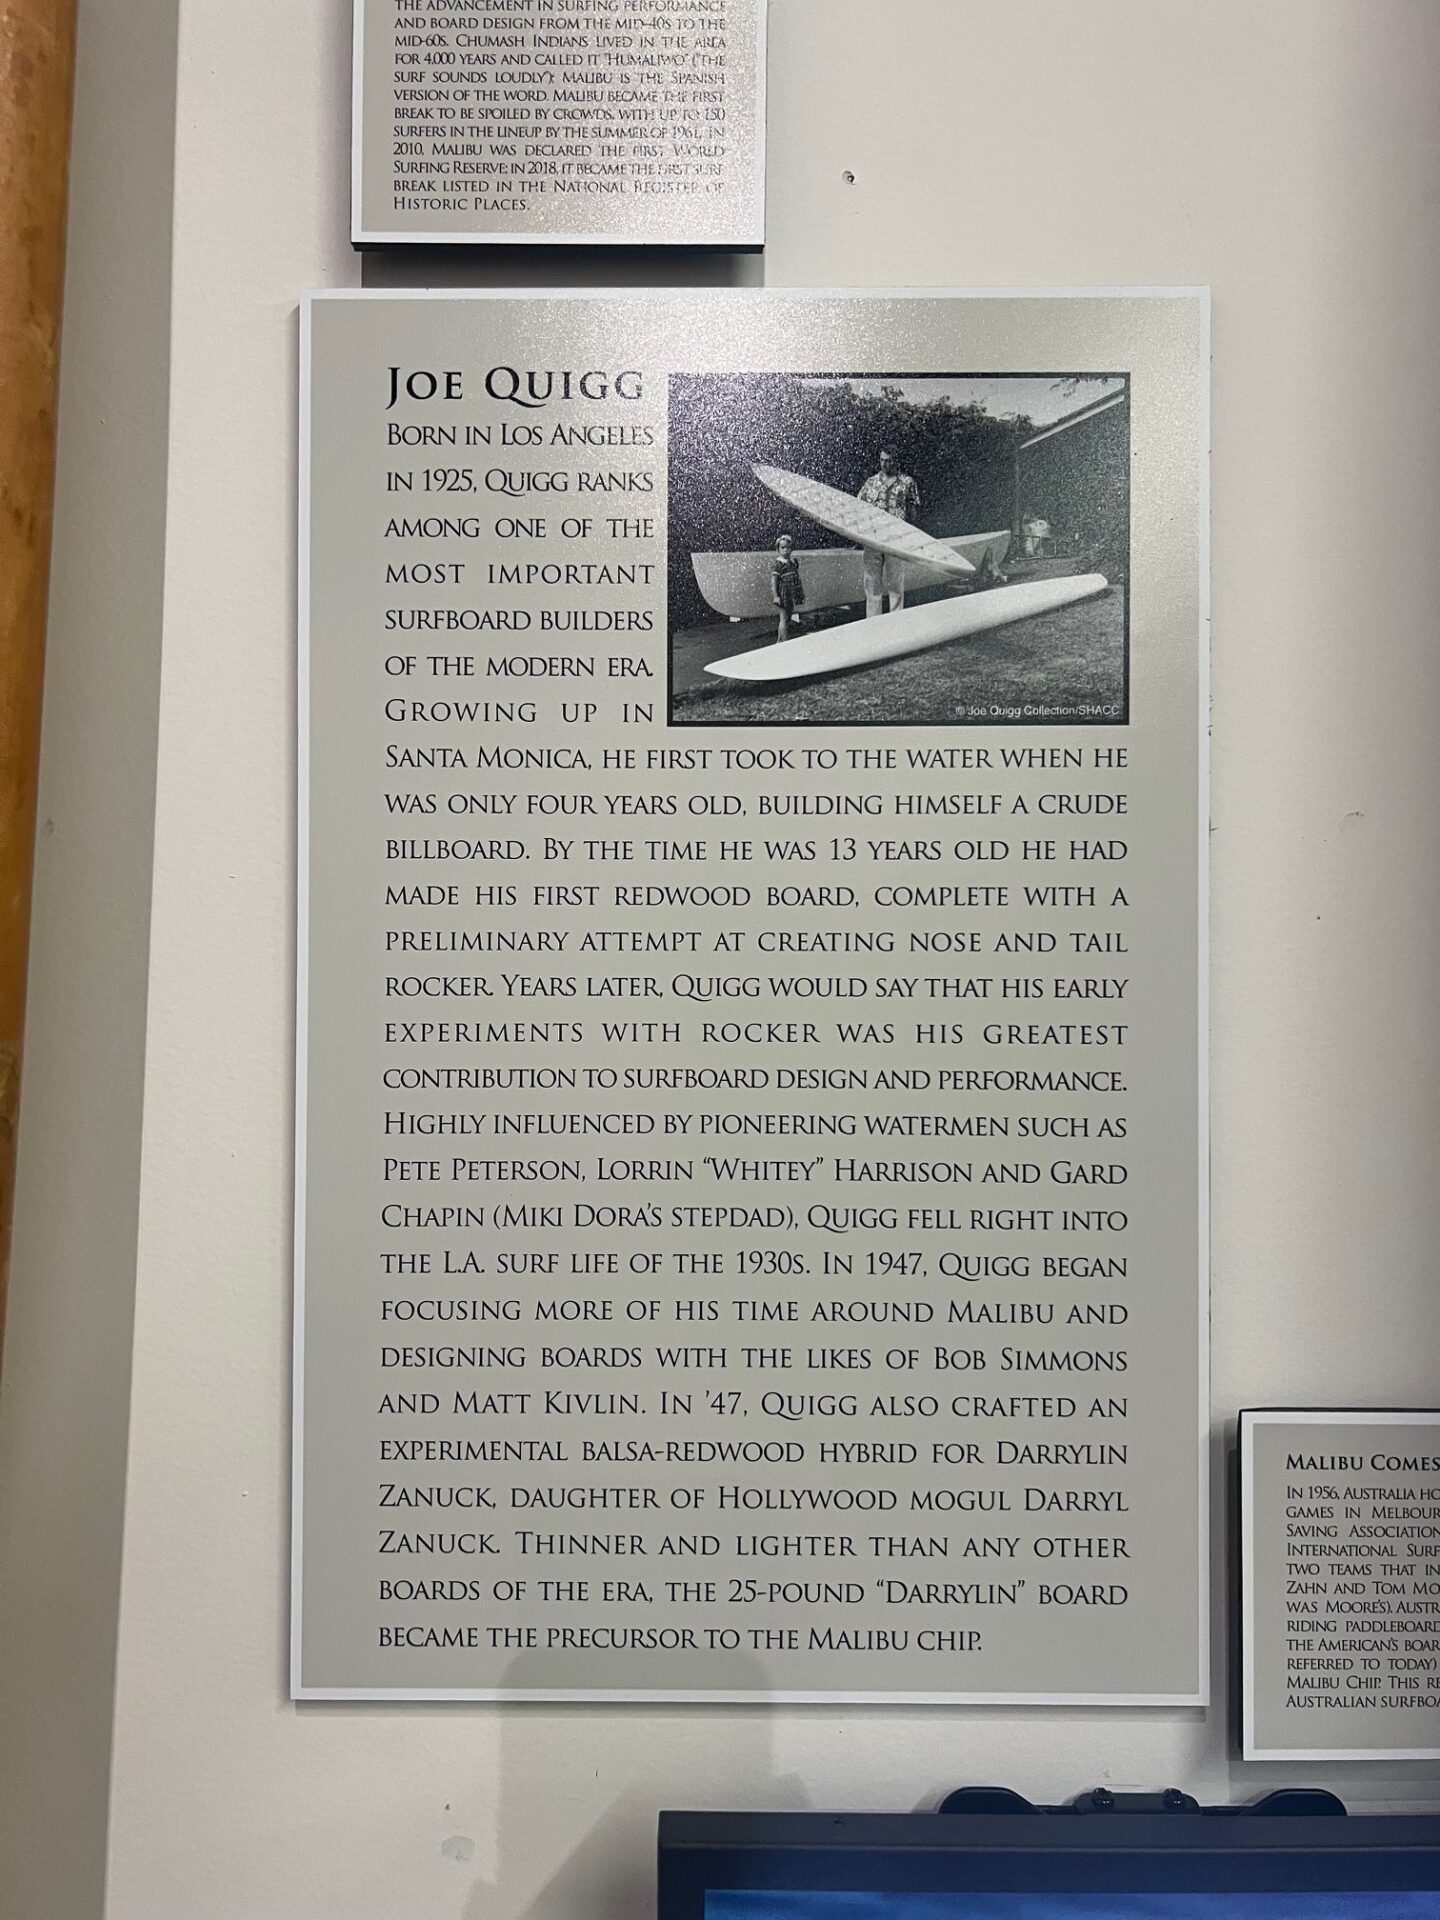 THE ADVANCEMENT IN SURFING PERFORMANCE
AND BOARD DESIGN FROM THE MID-40S TO THE
MID-60S. CHUMASH INDIANS LIVED IN THE AREA
FOR 4,000 YEARS AND CALLED IT "HUMALIWO" ("THE
SURF SOUNDS LOUDLY"); MALIBU IS THE SPANISH
VERSION OF THE WORD. MALIBU BECAME THE FIRST
BREAK TO BE SPOILED BY CROWDS, WITH UP TO 150
SURFERS IN THE LINEUP BY THE SUMMER OF 1961. IN
2010, MALIBU WAS DECLARED THE FIRST WORLD
SURFING RESERVE; IN 2018, IT BECAME THE FIRST SURF
BREAK LISTED IN THE NATIONAL REGISTER OF
HISTORIC PLACES.
JOE QUIGG
BORN IN LOS ANGELES
IN 1925, QUIGG RANKS
AMONG ONE OF THE
MOST IMPORTANT
SURFBOARD BUILDERS
OF THE MODERN ERA.
GROWING UP IN
© Joe Quigg Collection/SHACC
SANTA MONICA, HE FIRST TOOK TO THE WATER WHEN HE
WAS ONLY FOUR YEARS OLD, BUILDING HIMSELF A CRUDE
BILLBOARD. BY THE TIME HE WAS 13 YEARS OLD HE HAD
MADE HIS FIRST REDWOOD BOARD, COMPLETE WITH A
PRELIMINARY ATTEMPT AT CREATING NOSE AND TAIL
ROCKER. YEARS LATER, QUIGG WOULD SAY THAT HIS EARLY
EXPERIMENTS WITH ROCKER WAS HIS GREATEST
CONTRIBUTION TO SURFBOARD DESIGN AND PERFORMANCE.
HIGHLY INFLUENCED BY PIONEERING WATERMEN SUCH AS
PETE PETERSON, LORRIN “WHITEY” HARRISON AND GARD
CHAPIN (MIKI DORA’S STEPDAD), QUIGG FELL RIGHT INTO
THE L.A. SURF LIFE OF THE 1930S. IN 1947, QUIGG BEGAN
FOCUSING MORE OF HIS TIME AROUND MALIBU AND
DESIGNING BOARDS WITH THE LIKES OF BOB SIMMONS
AND MATT KIVLIN. IN ’47, QUIGG ALSO CRAFTED AN
EXPERIMENTAL BALSA-REDWOOD HYBRID FOR DARRYLIN
ZANUCK, DAUGHTER OF HOLLYWOOD MOGUL DARRYL
ZANUCK. THINNER AND LIGHTER THAN ANY OTHER
BOARDS OF THE ERA, THE 25-POUND “DARRYLIN” BOARD
BECAME THE PRECURSOR TO THE MALIBU CHIP.
MALIBU COMES
IN 1956, AUSTRALIA HO
GAMES IN MELBOUR
SAVING ASSOCIATION
INTERNATIONAL SURF
TWO TEAMS THAT IN
ZAHN AND TOM MO
WAS MOORE'S). AUSTR
RIDING PADDLEBOARD
THE AMERICAN'S BOAR
REFERRED TO TODAY)
MALIBU CHIP. THIS RE
AUSTRALIAN SURFBOA